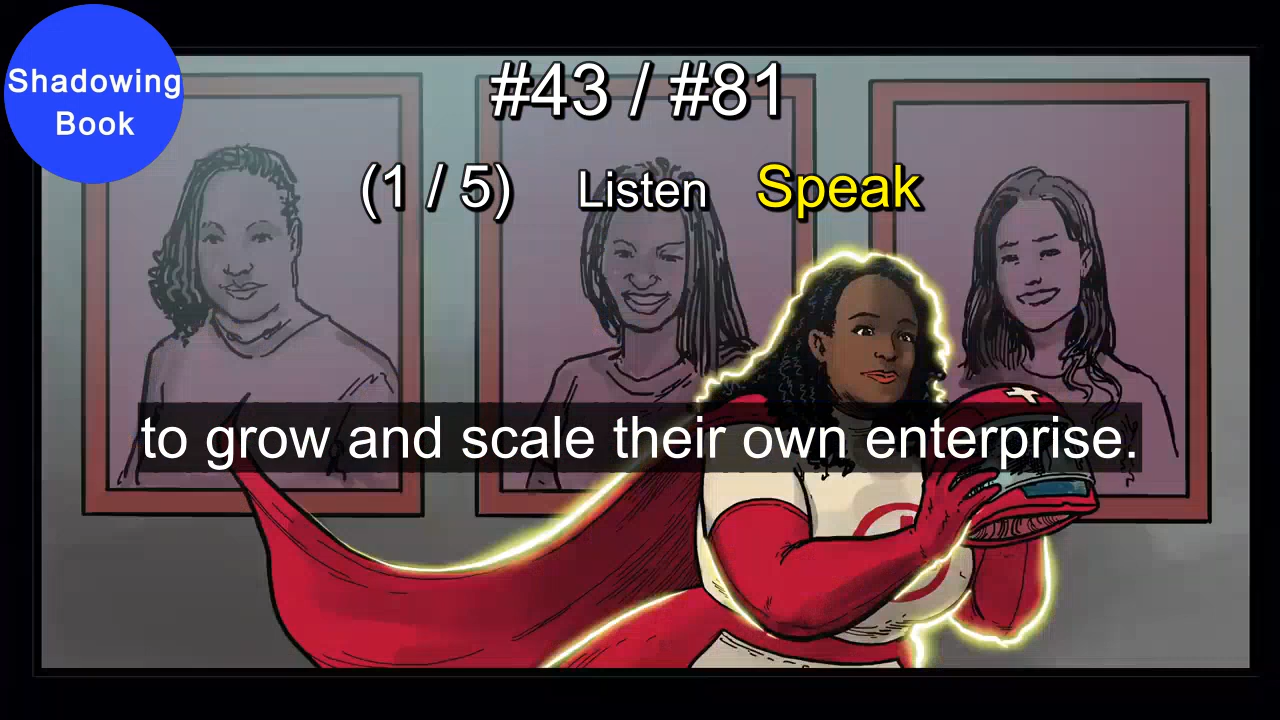 Shadowing
Book
#43 / #81
(1 / 5) Listen Speak
to grow and scale their own enterprise.